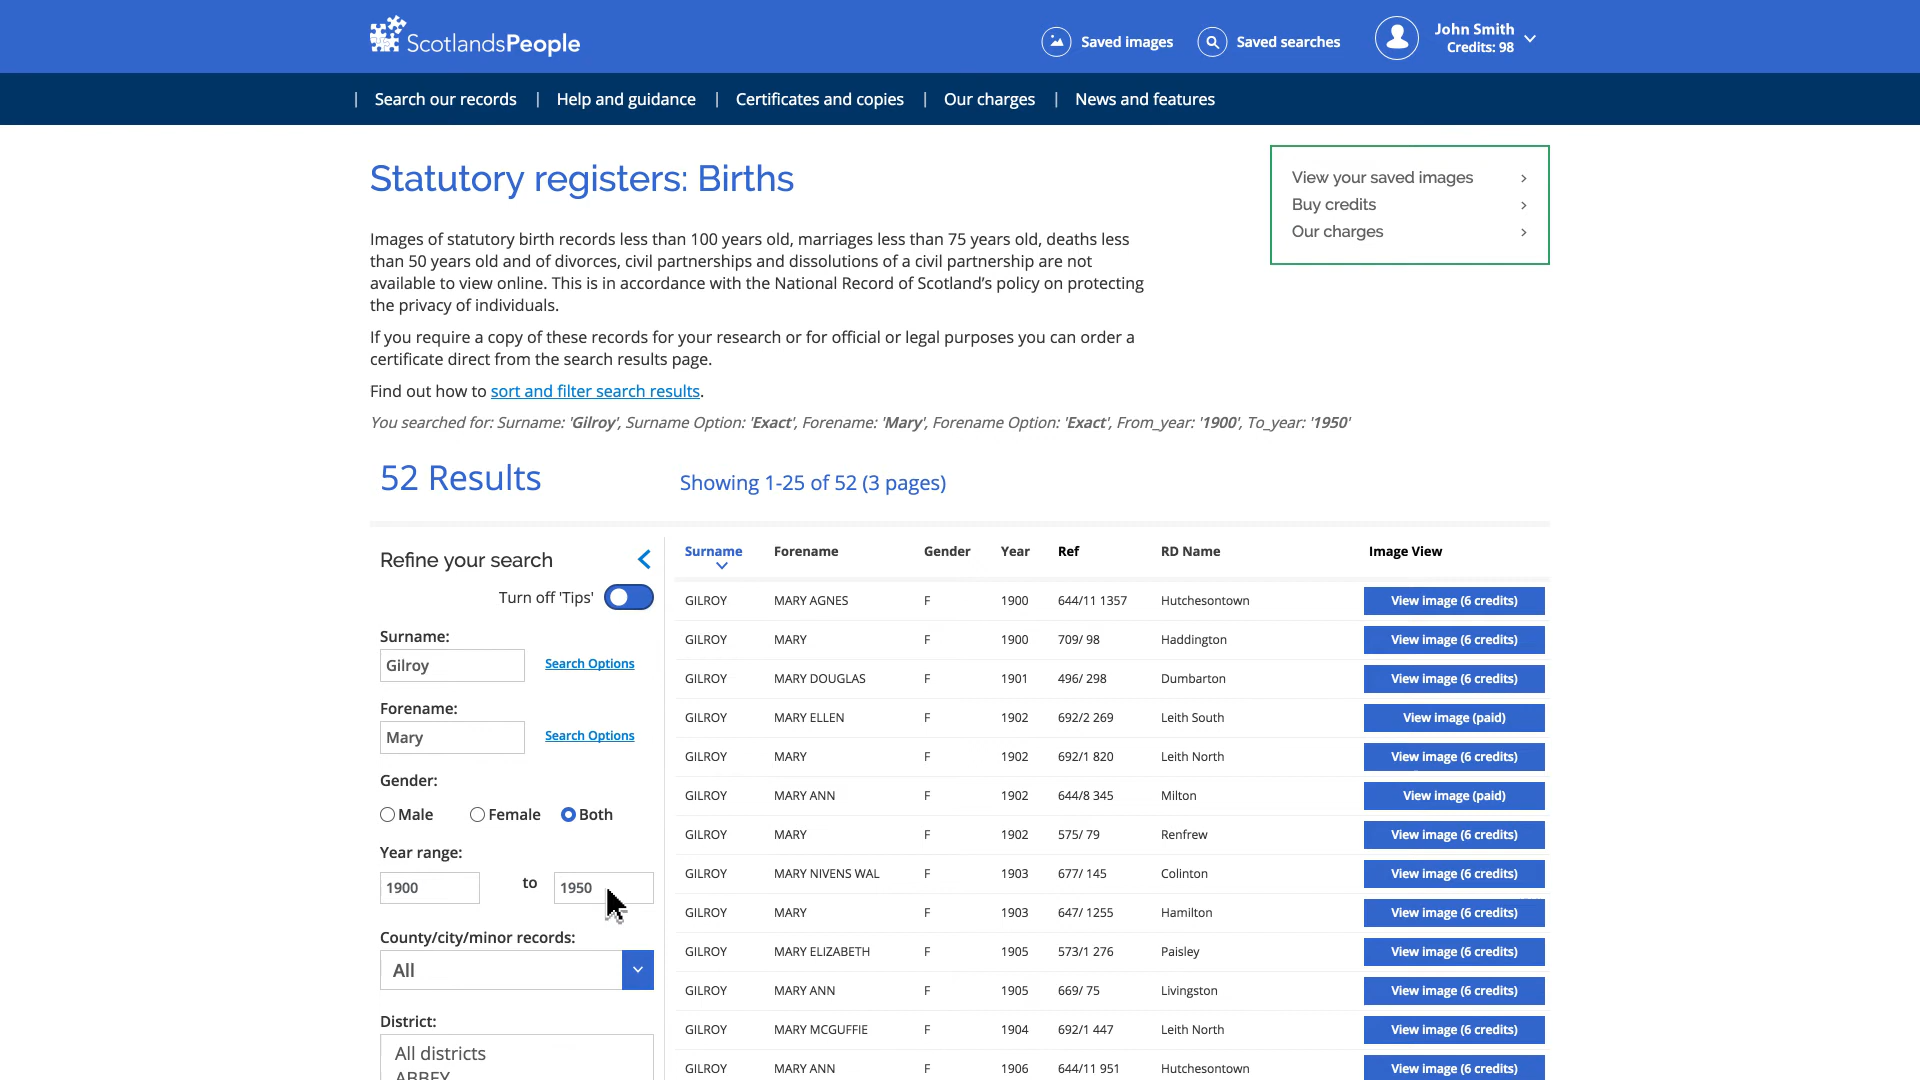 ScotlandsPeople
Saved images
Saved searches
John Smith
Credits: 98
| Search our records | Help and guidance | Certificates and copies | Our charges | News and features
Statutory registers: Births
View your saved images
Buy credits
Our charges
Images of statutory birth records less than 100 years old, marriages less than 75 years old, deaths less
than 50 years old and of divorces, civil partnerships and dissolutions of a civil partnership are not
available to view online. This is in accordance with the National Record of Scotland's policy on protecting
the privacy of individuals.
If you require a copy of these records for your research or for official or legal purposes you can order a
certificate direct from the search results page.
Find out how to sort and filter search results.
You searched for: Surname: 'Gilroy', Surname Option: 'Exact', Forename: 'Mary', Forename Option: 'Exact', From_year: '1900', To_year: '1950'
52 Results
Showing 1-25 of 52 (3 pages)
Refine your search
Turn off 'Tips'
Surname:
Gilroy Search Options
Forename:
Mary Search Options
Gender:
Male Female Both
Year range:
1900 to 1950
County/city/minor records:
All
District:
All districts
ABBEY
Surname Forename Gender Year Ref RD Name Image View
GILROY MARY AGNES F 1900 644/11 1357 Hutchesontown View image (6 credits)
GILROY MARY F 1900 709/ 98 Haddington View image (6 credits)
GILROY MARY DOUGLAS F 1901 496/ 298 Dumbarton View image (6 credits)
GILROY MARY ELLEN F 1902 692/2 269 Leith South View image (paid)
GILROY MARY F 1902 692/1 820 Leith North View image (6 credits)
GILROY MARY ANN F 1902 644/8 345 Milton View image (paid)
GILROY MARY F 1902 575/ 79 Renfrew View image (6 credits)
GILROY MARY NIVENS WAL F 1903 677/ 145 Colinton View image (6 credits)
GILROY MARY F 1903 647/ 1255 Hamilton View image (6 credits)
GILROY MARY ELIZABETH F 1905 573/1 276 Paisley View image (6 credits)
GILROY MARY ANN F 1905 669/ 75 Livingston View image (6 credits)
GILROY MARY MCGUFFIE F 1904 692/1 447 Leith North View image (6 credits)
GILROY MARY ANN F 1906 644/11 951 Hutchesontown View image (6 credits)